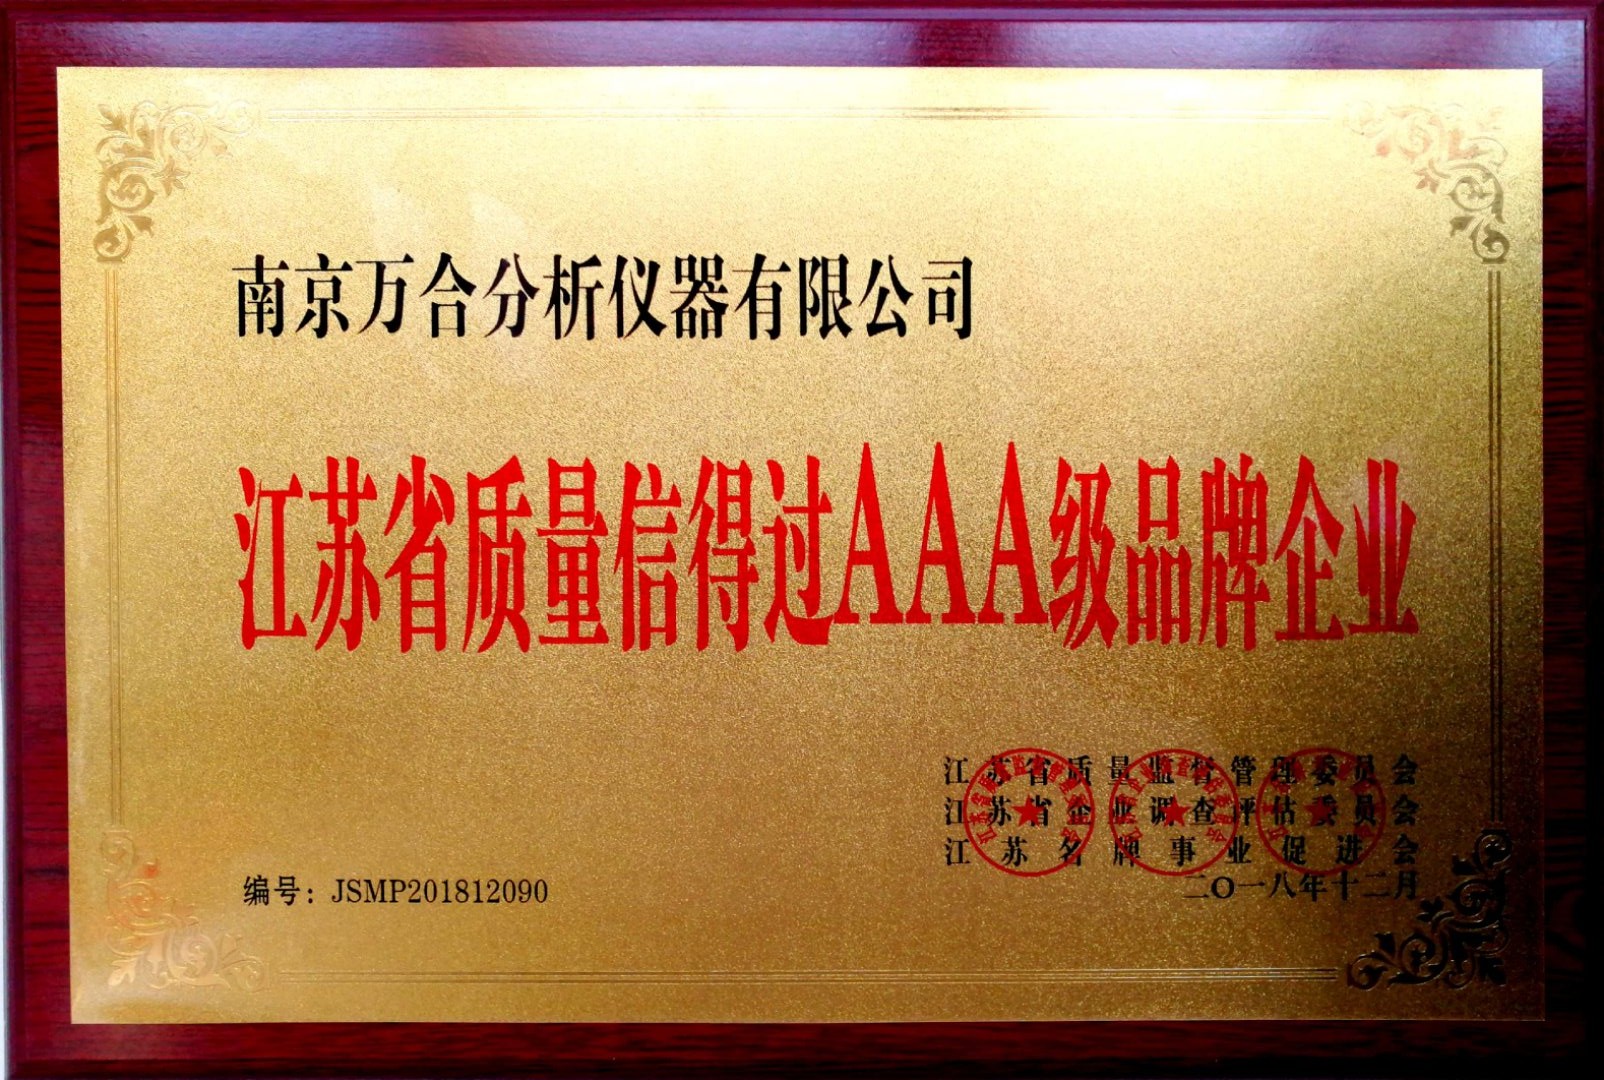 南京万合分析仪器有限公司
江苏省质量信得过AAA级品牌企业
江苏省质量监督管理委员会
江苏省企业调查评估委员会
江苏名牌事业促进会
编号：JSMP201812090
二〇一八年十二月